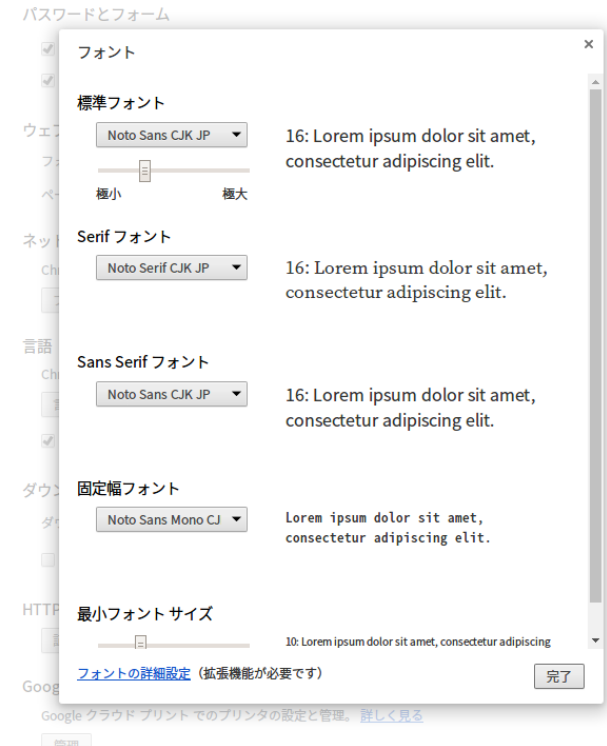 パスワードとフォーム
フォント
×
標準フォント
Noto Sans CJK JP
16: Lorem ipsum dolor sit amet,
consectetur adipiscing elit.
極小
極大
Serif フォント
Noto Serif CJK JP
16: Lorem ipsum dolor sit amet,
consectetur adipiscing elit.
Sans Serif フォント
Noto Sans CJK JP
16: Lorem ipsum dolor sit amet,
consectetur adipiscing elit.
固定幅フォント
Noto Sans Mono CJ
Lorem ipsum dolor sit amet,
consectetur adipiscing elit.
最小フォント サイズ
10: Lorem ipsum dolor sit amet, consectetur adipiscing
フォントの詳細設定（拡張機能が必要です）
完了
ウェブ
ネット
言語
ダウン
HTTP
Goog
Google クラウド プリント でのプリンタの設定と管理。 詳しく見る
管理